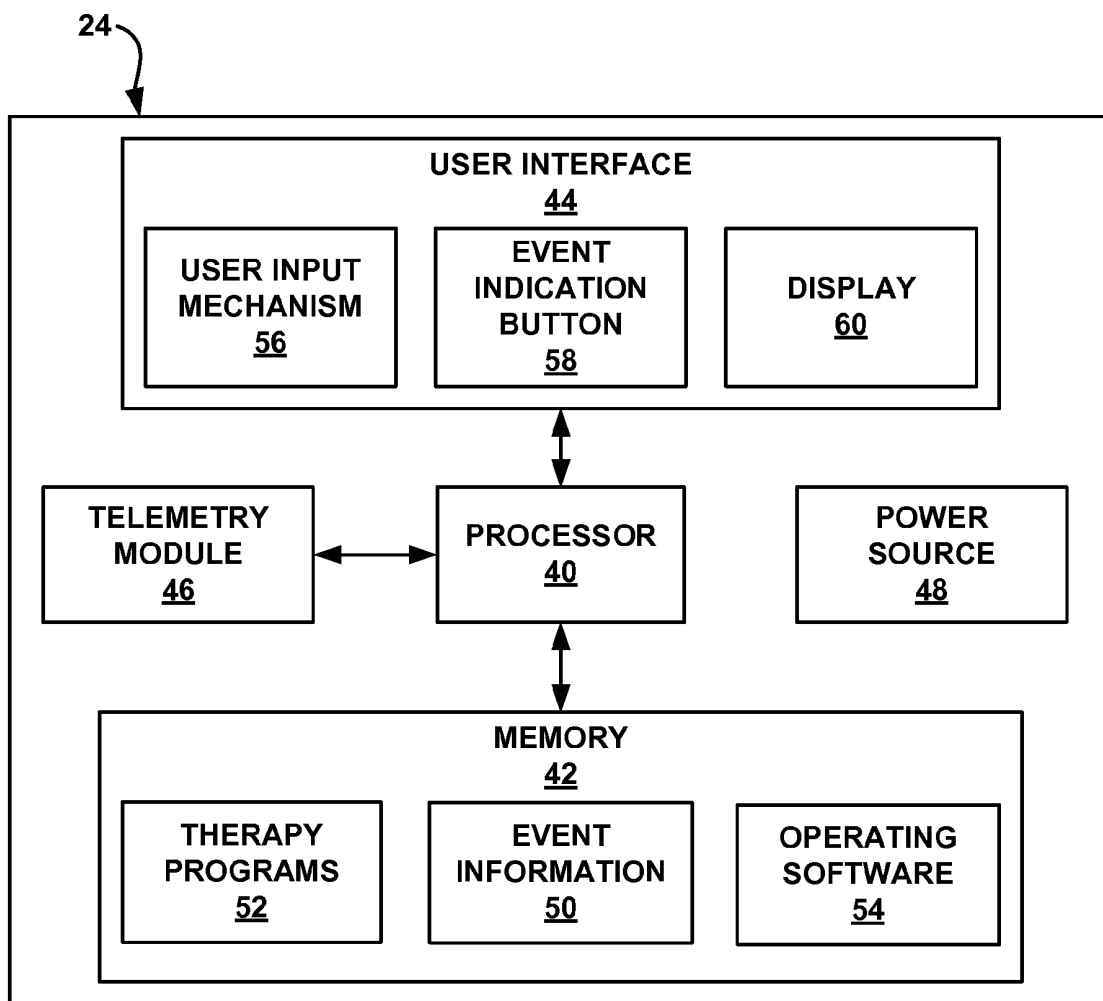 24
USER INTERFACE
44
USER INPUT
MECHANISM
56
EVENT
INDICATION
BUTTON
58
DISPLAY
60
TELEMETRY
MODULE
46
PROCESSOR
40
POWER
SOURCE
48
MEMORY
42
THERAPY
PROGRAMS
52
EVENT
INFORMATION
50
OPERATING
SOFTWARE
54